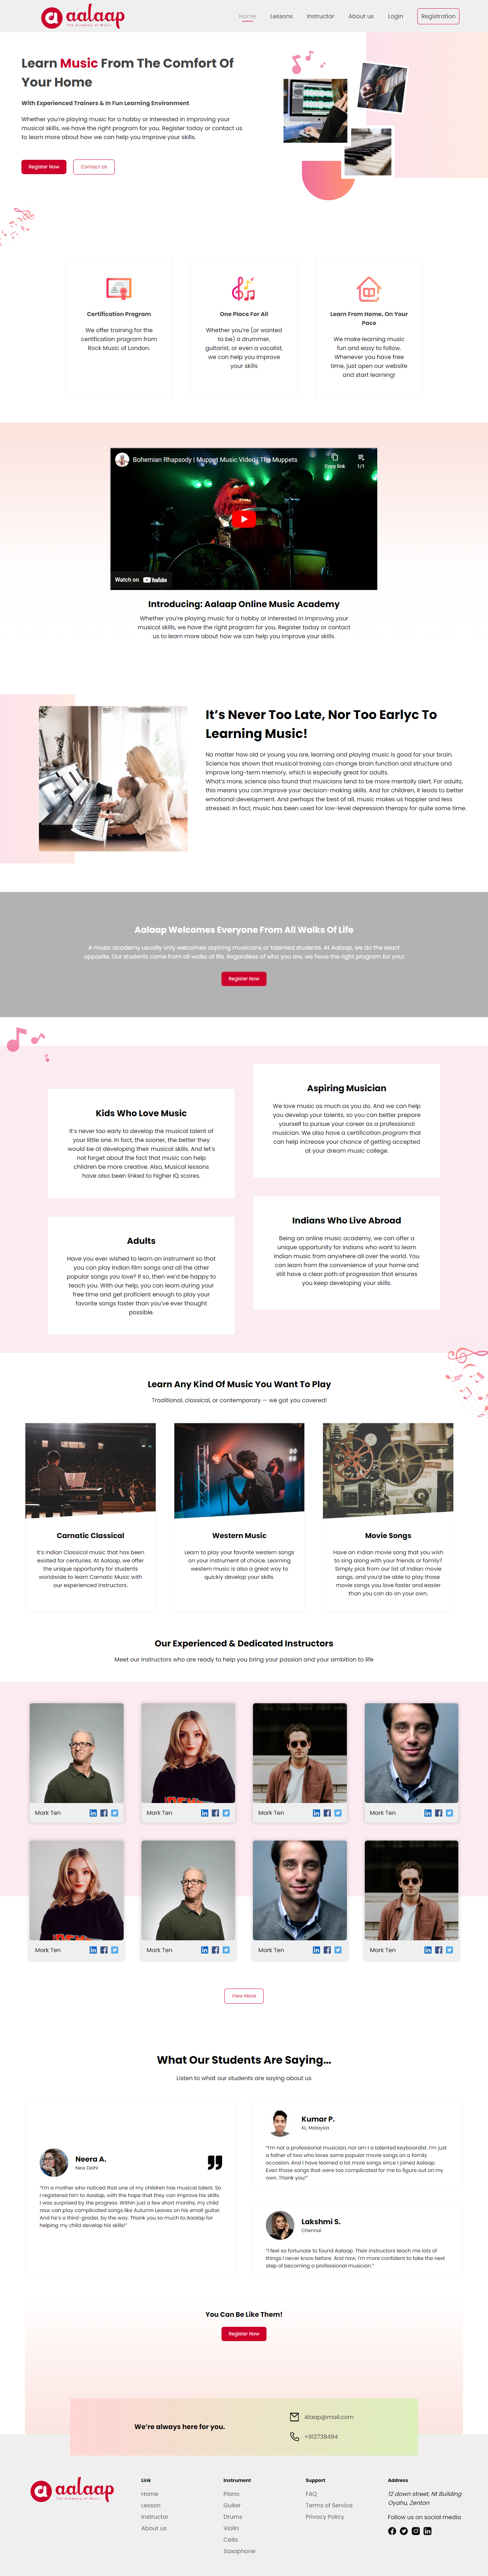 aalaap
The Academy of Music
Home
Lessons
Instructor
About us
Login
Registration
Learn Music From The Comfort Of
Your Home
With Experienced Trainers & In Fun Learning Environment
Whether you're playing music for a hobby or interested in improving your
musical skills, we have the right program for you. Register today or contact us
to learn more about how we can help you improve your skills.
Register Now
Contact Us
Certification Program
We offer training for the
certification program from
Rock Music of London.
One Place For All
Whether you're (or wanted
to be) a drummer,
guitarist, or even a vocalist,
we can help you improve
your skills
Learn From Home, On Your
Pace
We make learning music
fun and easy to follow.
Whenever you have free
time, just open our website
and start learning!
Bohemian Rhapsody | Muppet Music Video | The Muppets
Copy link
1/1
Watch on YouTube
Introducing: Aalaap Online Music Academy
Whether you're playing music for a hobby or interested in improving your
musical skills, we have the right program for you. Register today or contact
us to learn more about how we can help you improve your skills.
It's Never Too Late, Nor Too Earlyc To
Learning Music!
No matter how old or young you are, learning and playing music is good for your brain.
Science has shown that musical training can change brain function and structure and
improve long-term memory, which is especially great for adults.
What's more, science also found that musicians tend to be more mentally alert. For adults,
this means you can improve your decision-making skills. And for children, it leads to better
emotional development. And perhaps the best of all, music makes us happier and less
stressed. In fact, music has been used for low-level depression therapy for quite some time.
Aalaap Welcomes Everyone From All Walks Of Life
A music academy usually only welcomes aspiring musicians or talented students. At Aalaap, we do the exact
opposite. Our students come from all walks of life. Regardless of who you are, we have the right program for you!
Register Now
Kids Who Love Music
It's never too early to develop the musical talent of
your little one. In fact, the sooner, the better they
would be at developing their musical skills. And let's
not forget about the fact that music can help
children be more creative. Also, Musical lessons
have also been linked to higher IQ scores.
Aspiring Musician
We love music as much as you do. And we can help
you develop your talents, so you can better prepare
yourself to pursue your career as a professional
musician. We also have a certification program that
can help increase your chance of getting accepted
at your dream music college.
Adults
Have you ever wished to learn an instrument so that
you can play Indian film songs and all the other
popular songs you love? If so, then we'd be happy to
teach you. With our help, you can learn during your
free time and get proficient enough to play your
favorite songs faster than you've ever thought
possible.
Indians Who Live Abroad
Being an online music academy, we can offer a
unique opportunity for Indians who want to learn
Indian music from anywhere all over the world. You
can learn from the convenience of your home and
still have a clear path of progression that ensures
you keep developing your skills.
Learn Any Kind Of Music You Want To Play
Traditional, classical, or contemporary — we got you covered!
Carnatic Classical
It's Indian Classical music that has been
existed for centuries. At Aalaap, we offer
the unique opportunity for students
worldwide to learn Carnatic Music with
our experienced instructors.
Western Music
Learn to play your favorite western songs
on your instrument of choice. Learning
western music is also a great way to
quickly develop your skills.
Movie Songs
Have an Indian movie song that you wish
to sing along with your friends or family?
Simply pick from our list of Indian movie
songs, and you'd be able to play those
movie songs you love faster and easier
than you can do on your own.
Our Experienced & Dedicated Instructors
Meet our instructors who are ready to help you bring your passion and your ambition to life
Mark Ten
Mark Ten
Mark Ten
Mark Ten
Mark Ten
Mark Ten
Mark Ten
Mark Ten
View More
What Our Students Are Saying...
Listen to what our students are saying about us
Neera A.
New Delhi
"I'm a mother who noticed that one of my children has musical talent. So
I registered him to Aaalap, with the hope that they can improve his skills.
I was surprised by the progress. Within just a few short months, my child
now can play complicated songs like Autumn Leaves on his small guitar.
And he's a third-grader, by the way. Thank you so much to Aaalap for
helping my child develop his skills!"
Kumar P.
KL, Malaysia
"I'm not a professional musician, nor am I a talented keyboardist. I'm just
a father of two who loves some popular movie songs on a family
occasion. And I have learned a lot more songs since I joined Aalaap.
Even those songs that were too complicated for me to figure out on my
own. Thank you!"
Lakshmi S.
Chennai
"I feel so fortunate to found Aalaap. Their instructors teach me lots of
things I never knew before. And now, I'm more confident to take the next
step of becoming a professional musician."
You Can Be Like Them!
Register Now
We're always here for you.
Alaap@mail.com
+912738494
aalaap
The Academy of Music
Link
Home
Lesson
Instructor
About us
Instrument
Piano
Guiter
Drums
Violin
Cello
Saxophone
Support
FAQ
Terms of Service
Privacy Policy
Address
12 down street, Nt Building
Oyahu, Zenton
Follow us on social media